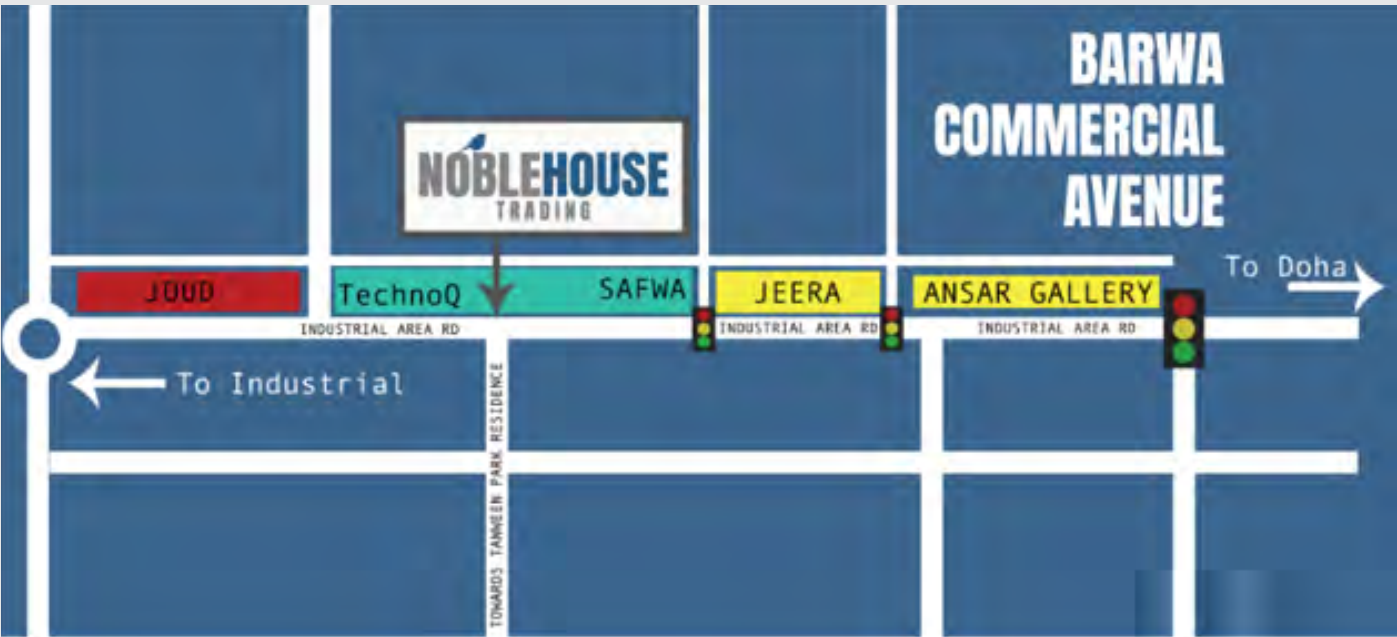 BARWA
COMMERCIAL
AVENUE
NOBLEHOUSE
TRADING
To Doha
JOUD
TechnoQ
SAFWA
JEERA
ANSAR GALLERY
INDUSTRIAL AREA RD
INDUSTRIAL AREA RD
INDUSTRIAL AREA RD
To Industrial
TOWARDS TANWEEN PARK RESIDENCE